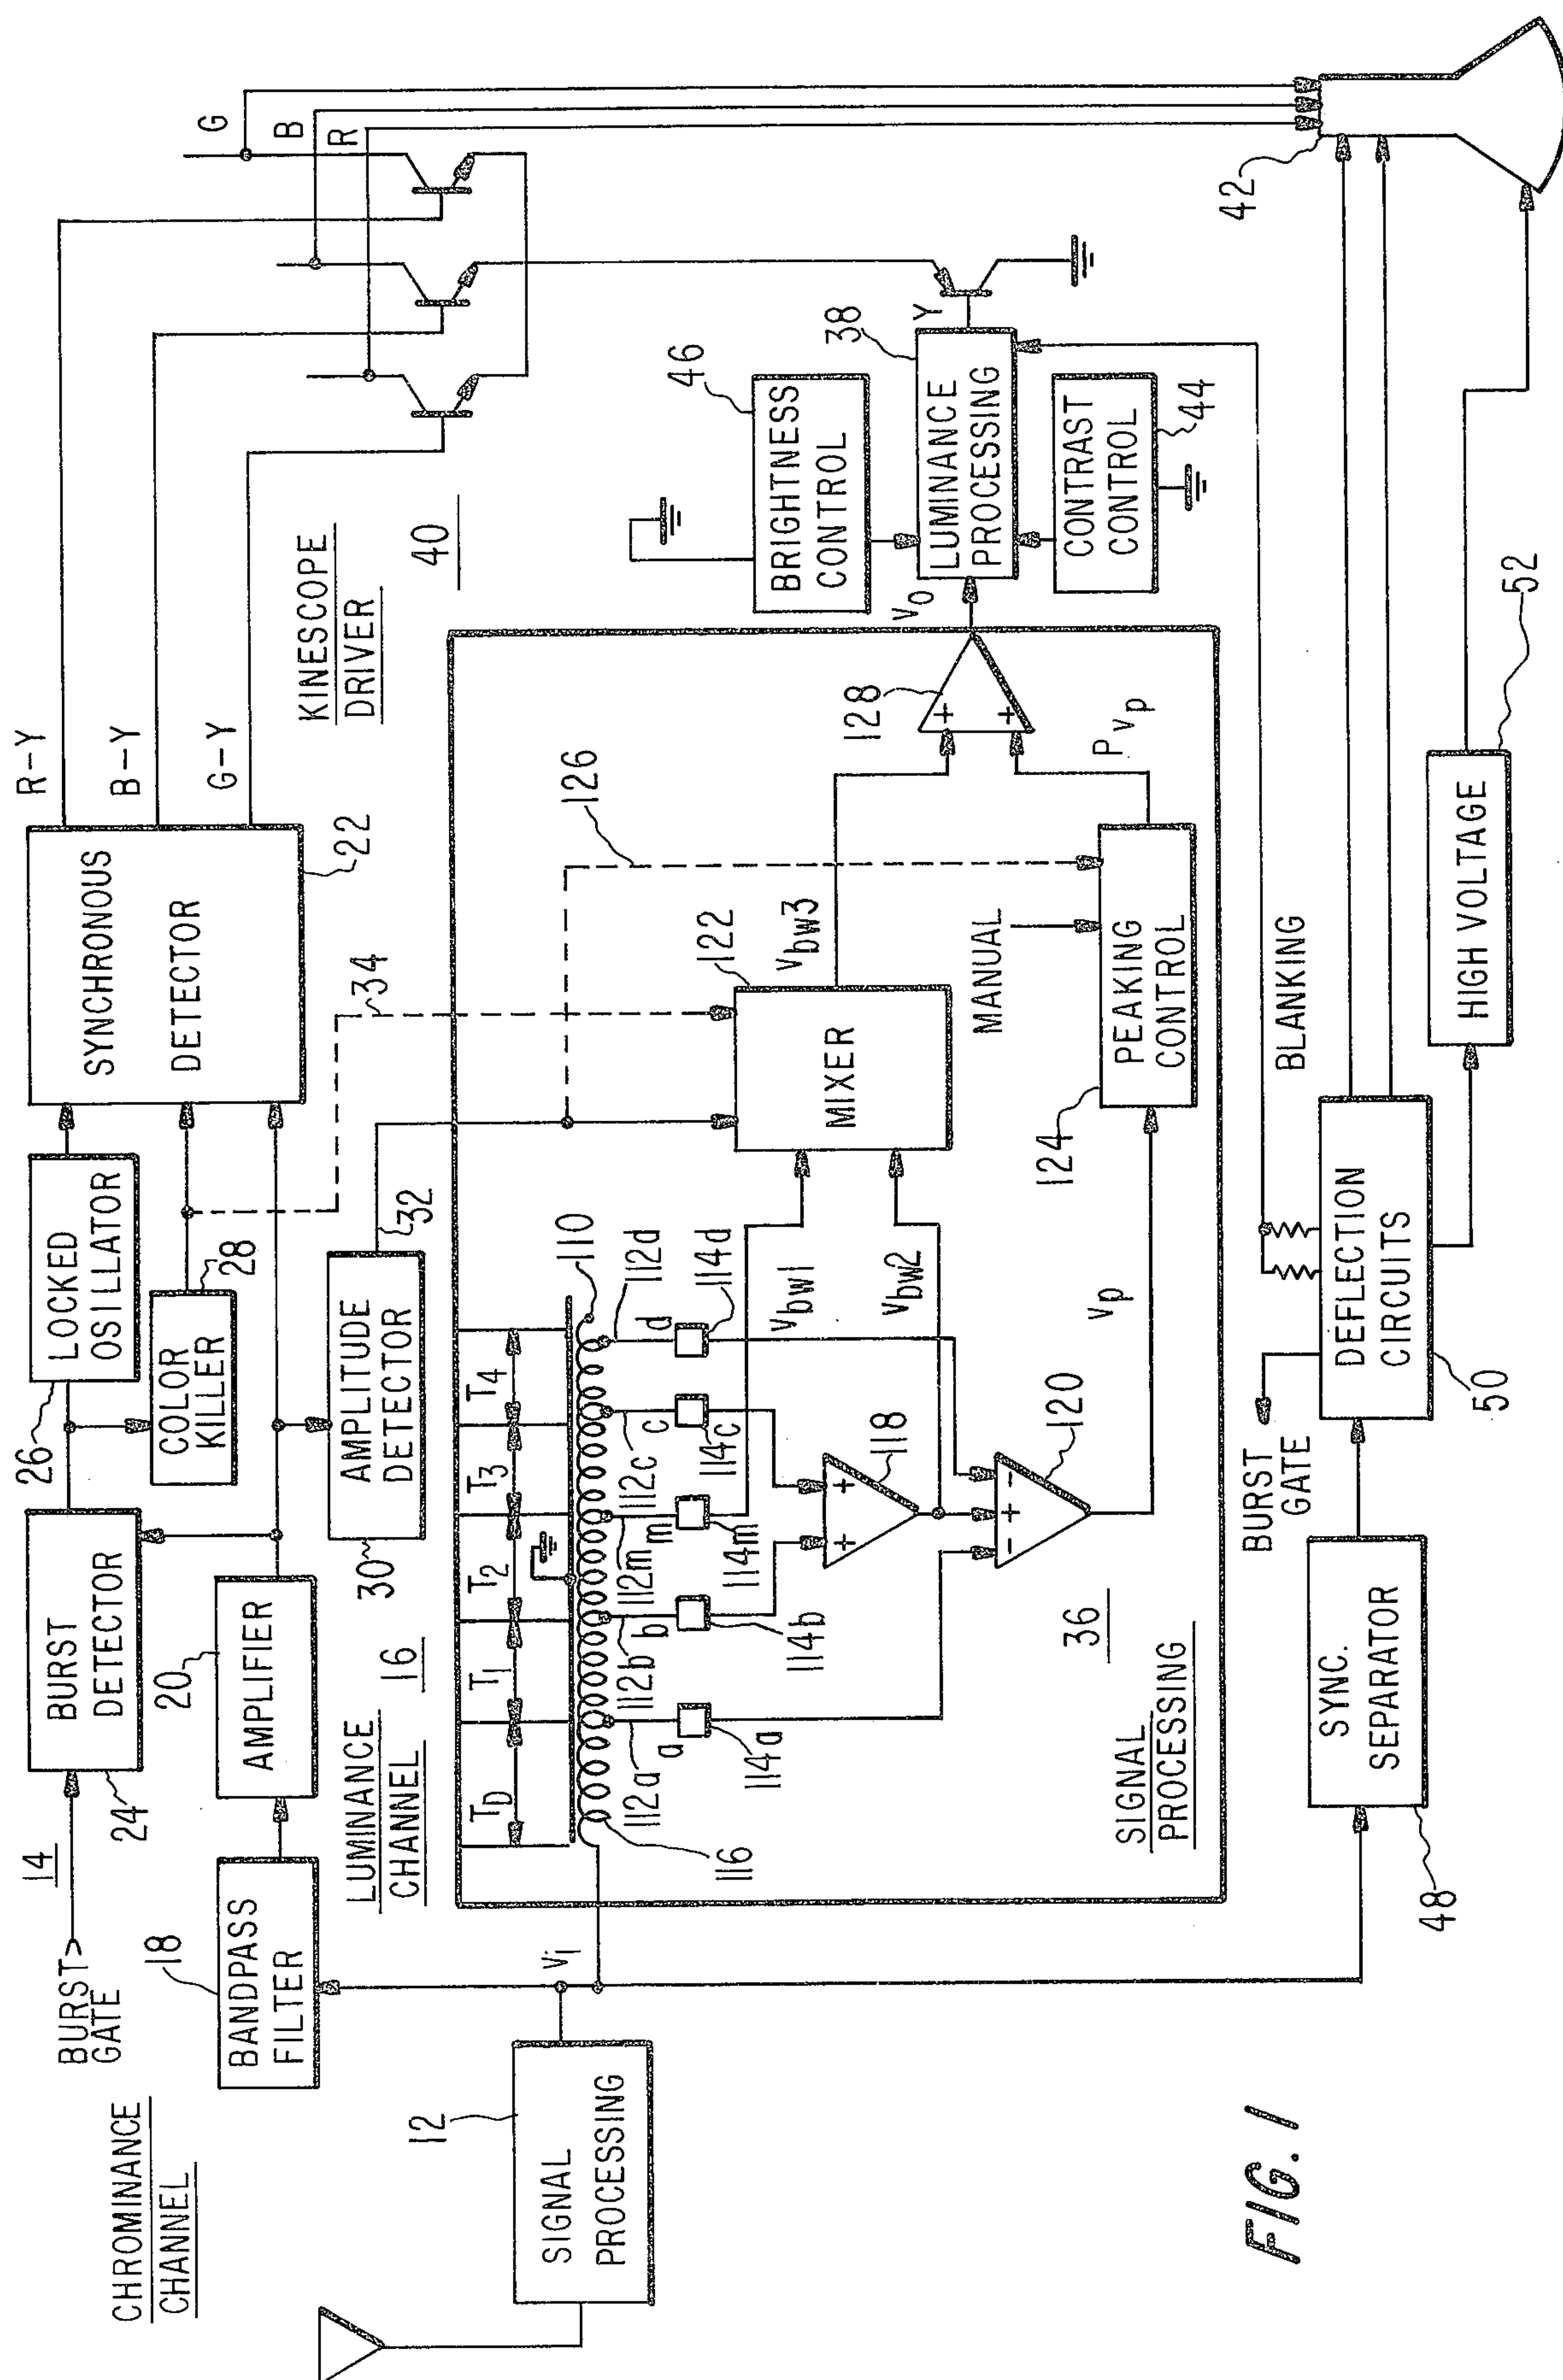 CHROMINANCE
CHANNEL
BURST
GATE
14
24
BURST
DETECTOR
26
LOCKED
OSILLATOR
COLOR
KILLER
28
SYNCHRONOUS
DETECTOR
22
R-Y
B-Y
G-Y
G
B
R
18
BANDPASS
FILTER
20
AMPLIFIER
30
AMPLITUDE
DETECTOR
32
34
KINESCOPE
DRIVER
40
LUMINANCE
CHANNEL
16
12
SIGNAL
PROCESSING
vi
TD
T1
T2
T3
T4
116
110
112a
a
112b
b
112m
m
112c
c
112d
d
114a
114b
114m
114c
114d
118
120
vbw1
vbw2
vp
MIXER
122
vbw3
126
MANUAL
124
PEAKING
CONTROL
128
+
+
Pvp
+
+
-
+
-
SIGNAL
PROCESSING
36
vo
BRIGHTNESS
CONTROL
46
LUMINANCE
PROCESSING
38
Y
CONTRAST
CONTROL
44
42
SYNC.
SEPARATOR
48
BURST
GATE
DEFLECTION
CIRCUITS
50
BLANKING
HIGH VOLTAGE
52
FIG. 1